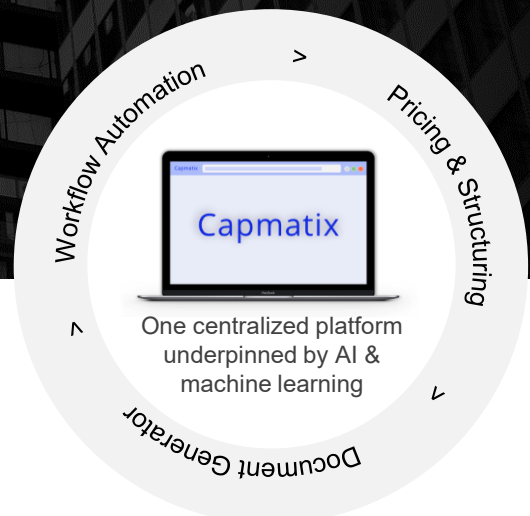 Workflow Automation
>
Pricing & Structuring
>
Document Generator
>
Capmatix
Capmatix
One centralized platform
underpinned by AI &
machine learning